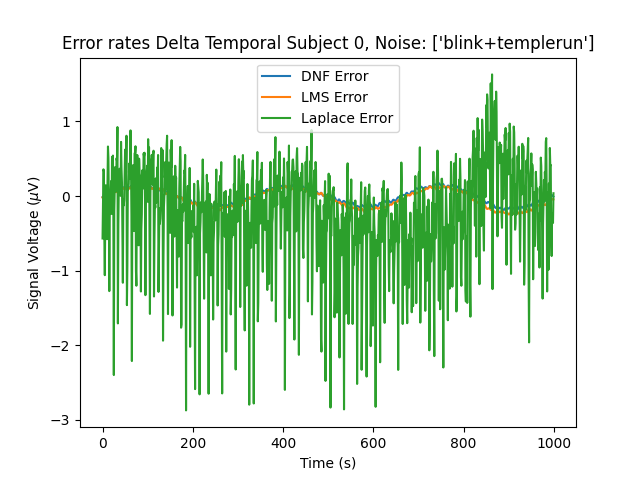 Error rates Delta Temporal Subject 0, Noise: ['blink+templerun']
DNF Error
LMS Error
Laplace Error
1
0
−1
−2
−3
Signal Voltage (μV)
0
200
400
600
800
1000
Time (s)